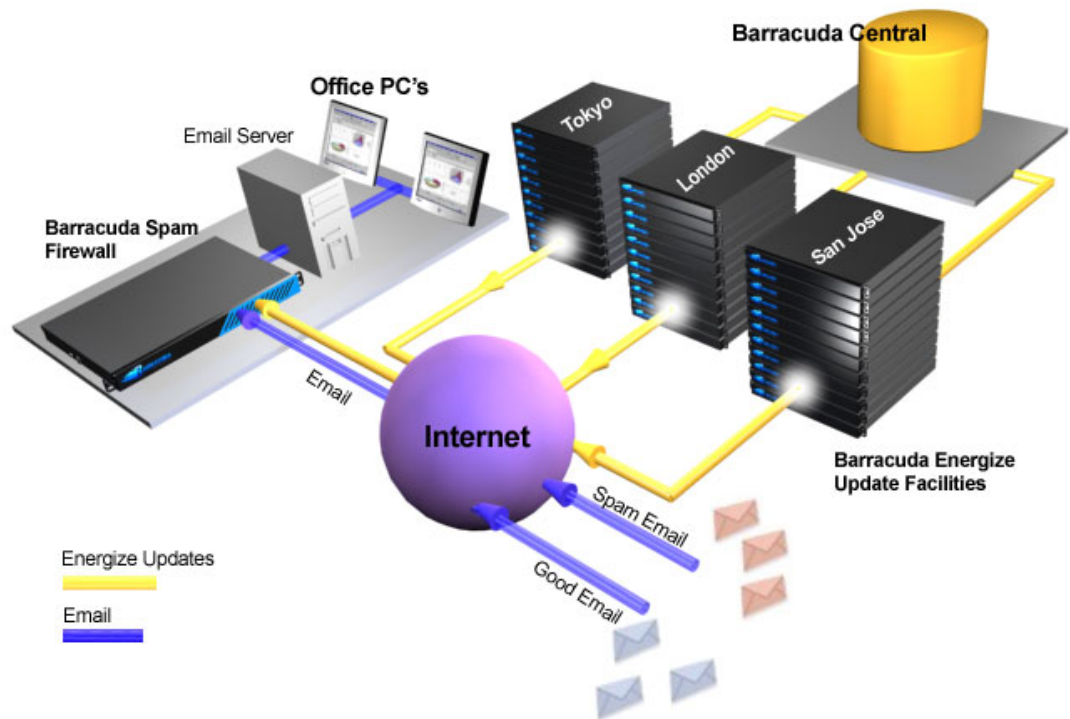 Barracuda Central
Office PC's
Email Server
Tokyo
London
San Jose
Barracuda Spam
Firewall
Email
Internet
Barracuda Energize
Update Facilities
Spam Email
Good Email
Energize Updates
Email